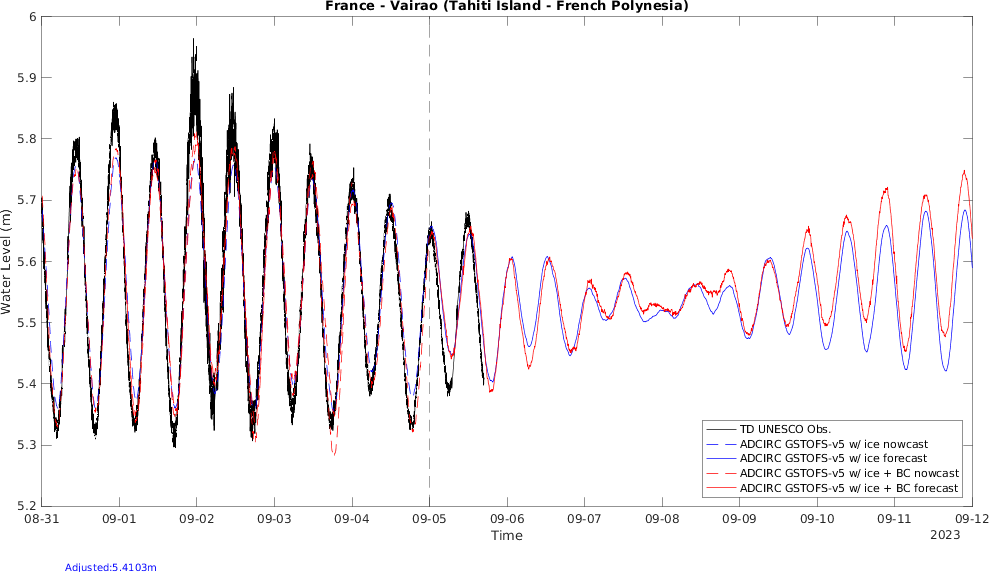 France - Vairao (Tahiti Island - French Polynesia)
6
5.9
5.8
5.7
5.6
5.5
5.4
5.3
5.2
Water Level (m)
08-31 09-01 09-02 09-03 09-04 09-05 09-06 09-07 09-08 09-09 09-10 09-11 09-12
Time
2023
TD UNESCO Obs.
ADCIRC GSTOFS-v5 w/ ice nowcast
ADCIRC GSTOFS-v5 w/ ice forecast
ADCIRC GSTOFS-v5 w/ ice + BC nowcast
ADCIRC GSTOFS-v5 w/ ice + BC forecast
Adjusted:5.4103m